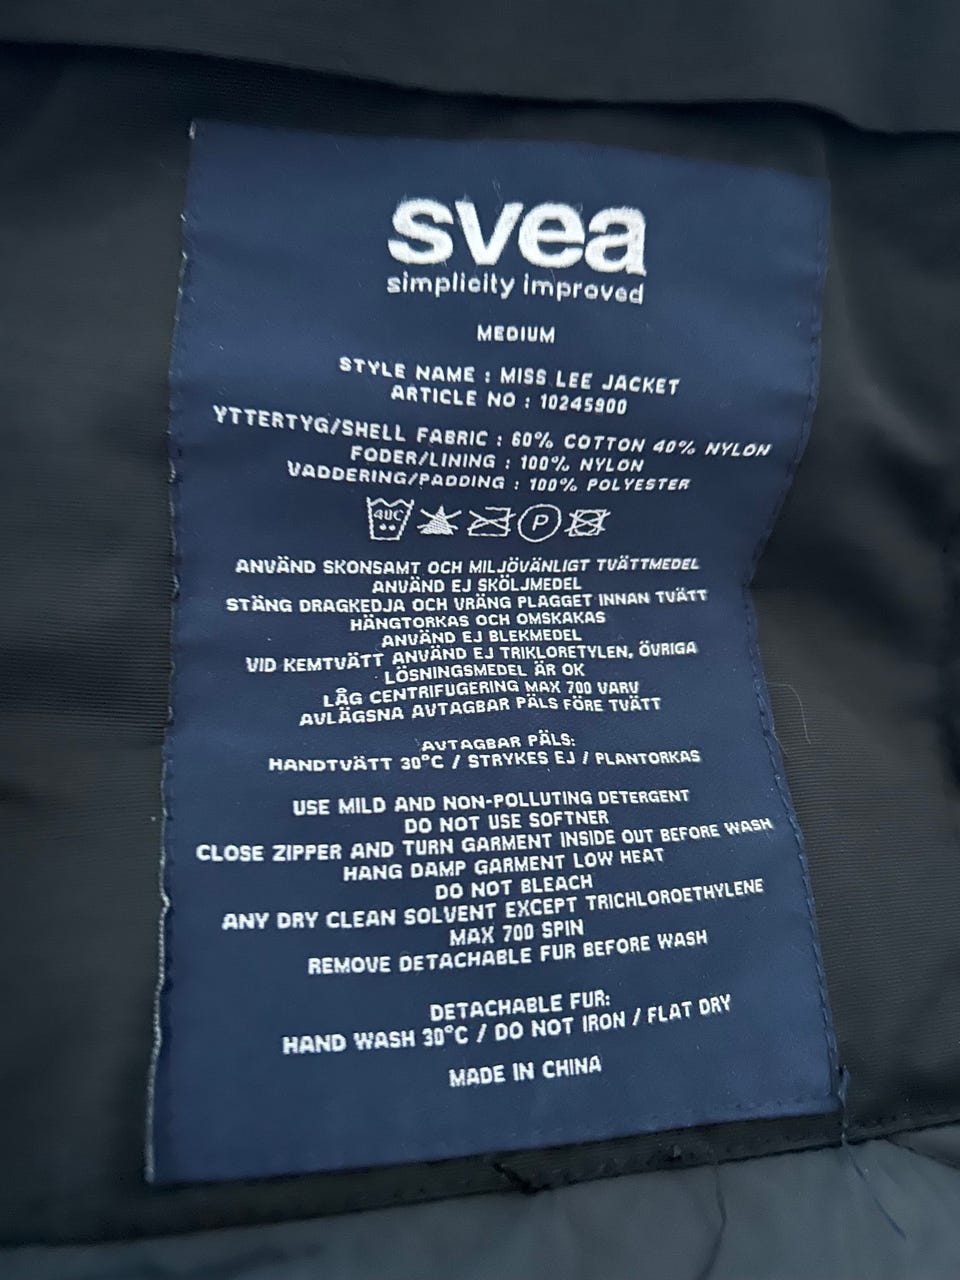 svea
simplicity improved
MEDIUM
STYLE NAME : MISS LEE JACKET
ARTICLE NO : 10245900
YTTERTYG/SHELL FABRIC : 60% COTTON 40% NYLON
FODER/LINING : 100% NYLON
VADDERING/PADDING : 100% POLYESTER
40C P
ANVÄND SKONSAMT OCH MILJÖVÄNLIGT TVÄTTMEDEL
ANVÄND EJ SKÖLJMEDEL
STÄNG DRAGKEDJA OCH VRÄNG PLAGGET INNAN TVÄTT
HÄNGTORKAS OCH OMSKAKAS
ANVÄND EJ BLEKMEDEL
VID KEMTVÄTT ANVÄND EJ TRIKLORETYLEN, ÖVRIGA
LÖSNINGSMEDEL ÄR OK
LÅG CENTRIFUGERING MAX 700 VARV
AVLÄGSNA AVTAGBAR PÄLS FÖRE TVÄTT
AVTAGBAR PÄLS:
HANDTVÄTT 30°C / STRYKES EJ / PLANTORKAS
USE MILD AND NON-POLLUTING DETERGENT
DO NOT USE SOFTNER
CLOSE ZIPPER AND TURN GARMENT INSIDE OUT BEFORE WASH
HANG DAMP GARMENT LOW HEAT
DO NOT BLEACH
ANY DRY CLEAN SOLVENT EXCEPT TRICHLOROETHYLENE
MAX 700 SPIN
REMOVE DETACHABLE FUR BEFORE WASH
DETACHABLE FUR:
HAND WASH 30°C / DO NOT IRON / FLAT DRY
MADE IN CHINA